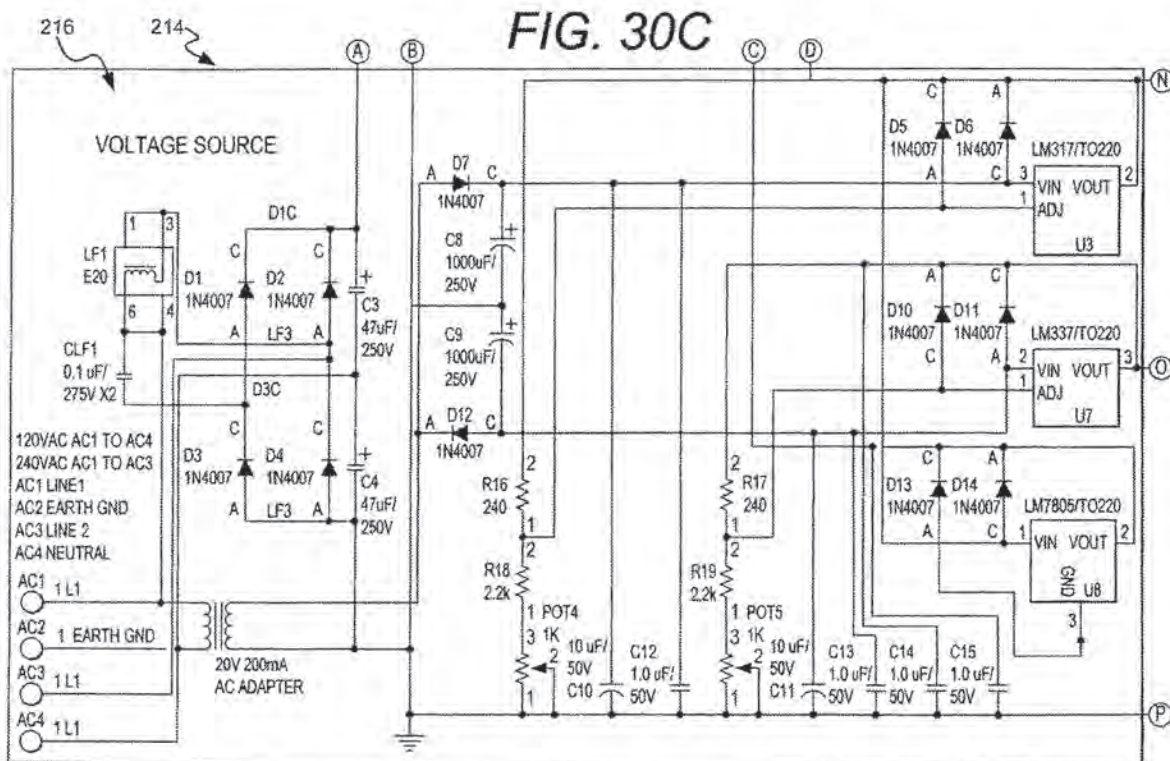 FIG. 30C
216
214
A
B
C
D
N
VOLTAGE SOURCE
D5
1N4007
C
A
D6
1N4007
A
C
LM317/TO220
3 VIN VOUT 2
1 ADJ
U3
A D7 C
1N4007
1 3
LF1
E20
6 4
D1C
C C
D1
1N4007
D2
1N4007
A LF3 A
C3
47uF/
250V
+
C8
1000uF/
250V
+
C9
1000uF/
250V
+
D10
1N4007
A
C
D11
1N4007
C
A
LM337/TO220
2 VIN VOUT 3
1 ADJ
U7
O
CLF1
0,1 uF/
275V X2
D3C
C C
D3
1N4007
D4
1N4007
A LF3 A
C4
47uF/
250V
+
A D12 C
1N4007
120VAC AC1 TO AC4
240VAC AC1 TO AC3
AC1 LINE1
AC2 EARTH GND
AC3 LINE 2
AC4 NEUTRAL
2
R16
240
1
2
R18
2.2k
1
3
POT4
1K
2
1
2
R17
240
1
2
R19
2,2k
1
3
POT5
1K
2
1
D13
1N4007
C
A
D14
1N4007
A
C
LM7805/TO220
1 VIN VOUT 2
GND
U8
3
AC1 1 L1
AC2 1 EARTH GND
AC3 1 L1
AC4 1 L1
20V 200mA
AC ADAPTER
10 uF/
50V
C10
C12
1.0 uF/
50V
10 uF/
50V
C11
C13
1.0 uF/
50V
C14
1.0 uF/
50V
C15
1.0 uF/
50V
P